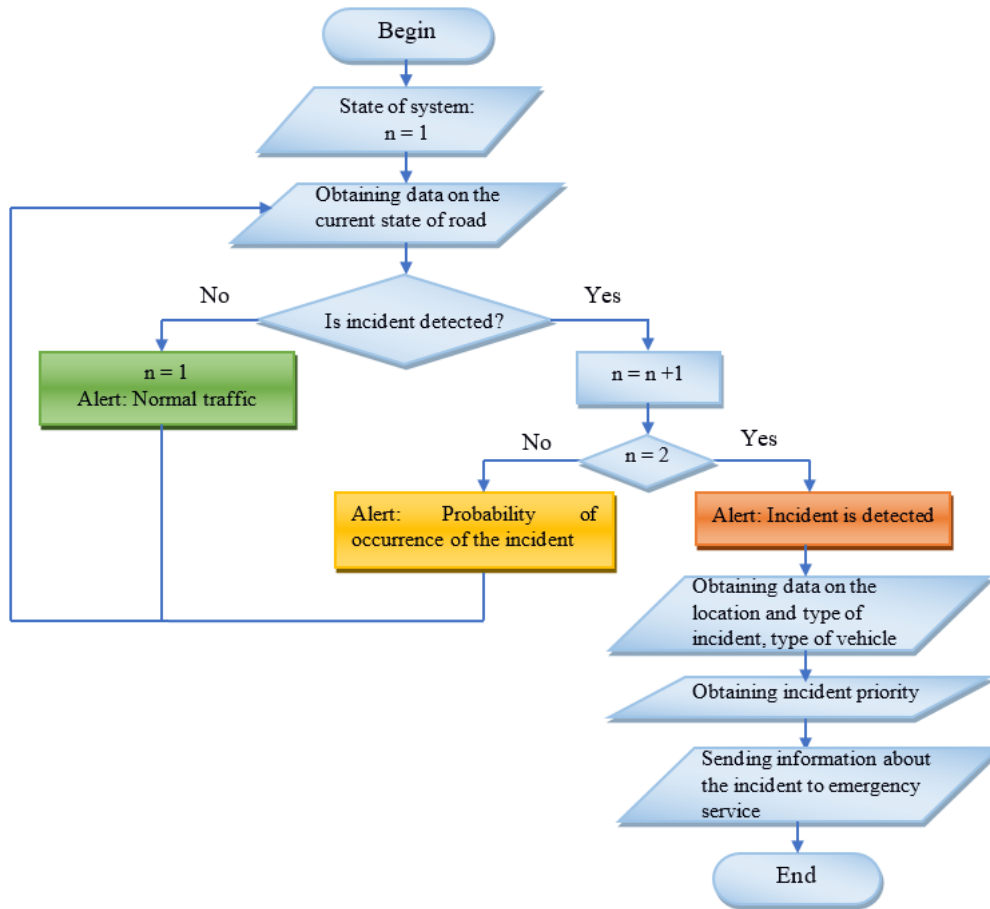 Begin
State of system:
n = 1
Obtaining data on the
current state of road
No
Yes
Is incident detected?
n = 1
Alert: Normal traffic
n = n +1
No
Yes
n = 2
Alert: Probability of
occurrence of the incident
Alert: Incident is detected
Obtaining data on the
location and type of
incident, type of vehicle
Obtaining incident priority
Sending information about
the incident to emergency
service
End